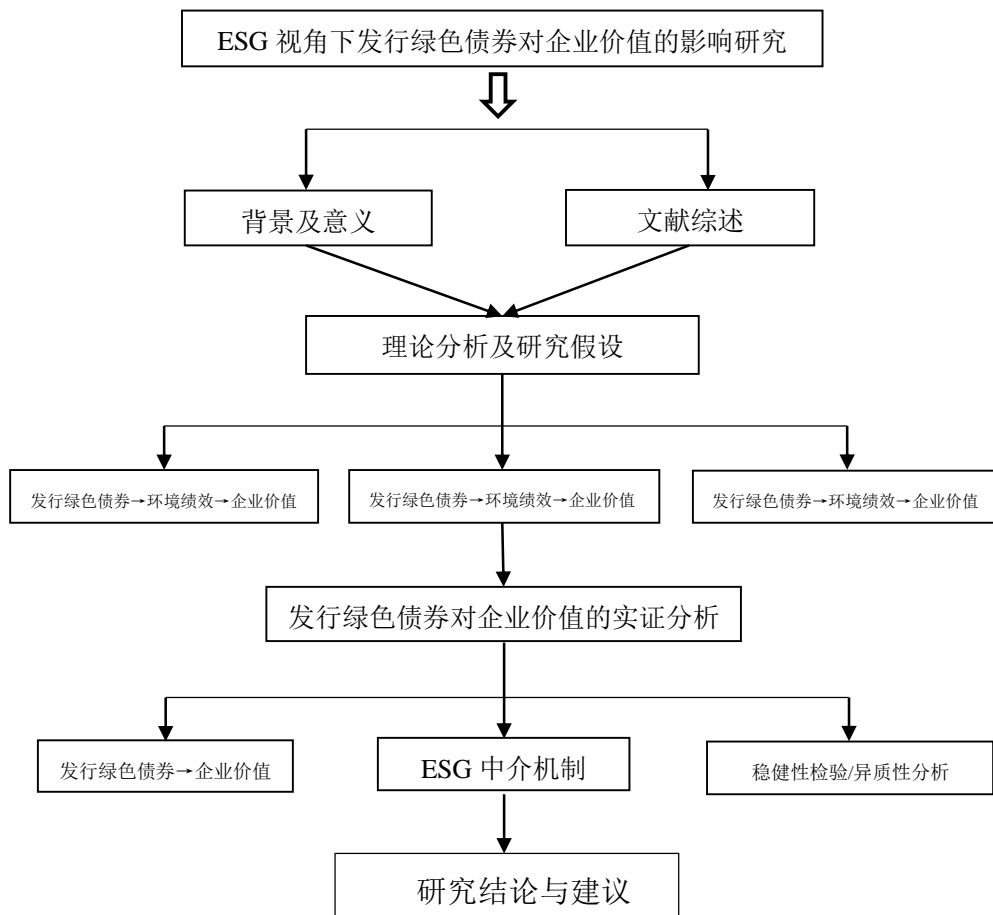 ESG 视角下发行绿色债券对企业价值的影响研究
背景及意义
文献综述
理论分析及研究假设
发行绿色债券→环境绩效→企业价值
发行绿色债券→环境绩效→企业价值
发行绿色债券→环境绩效→企业价值
发行绿色债券对企业价值的实证分析
发行绿色债券→企业价值
ESG 中介机制
稳健性检验/异质性分析
研究结论与建议